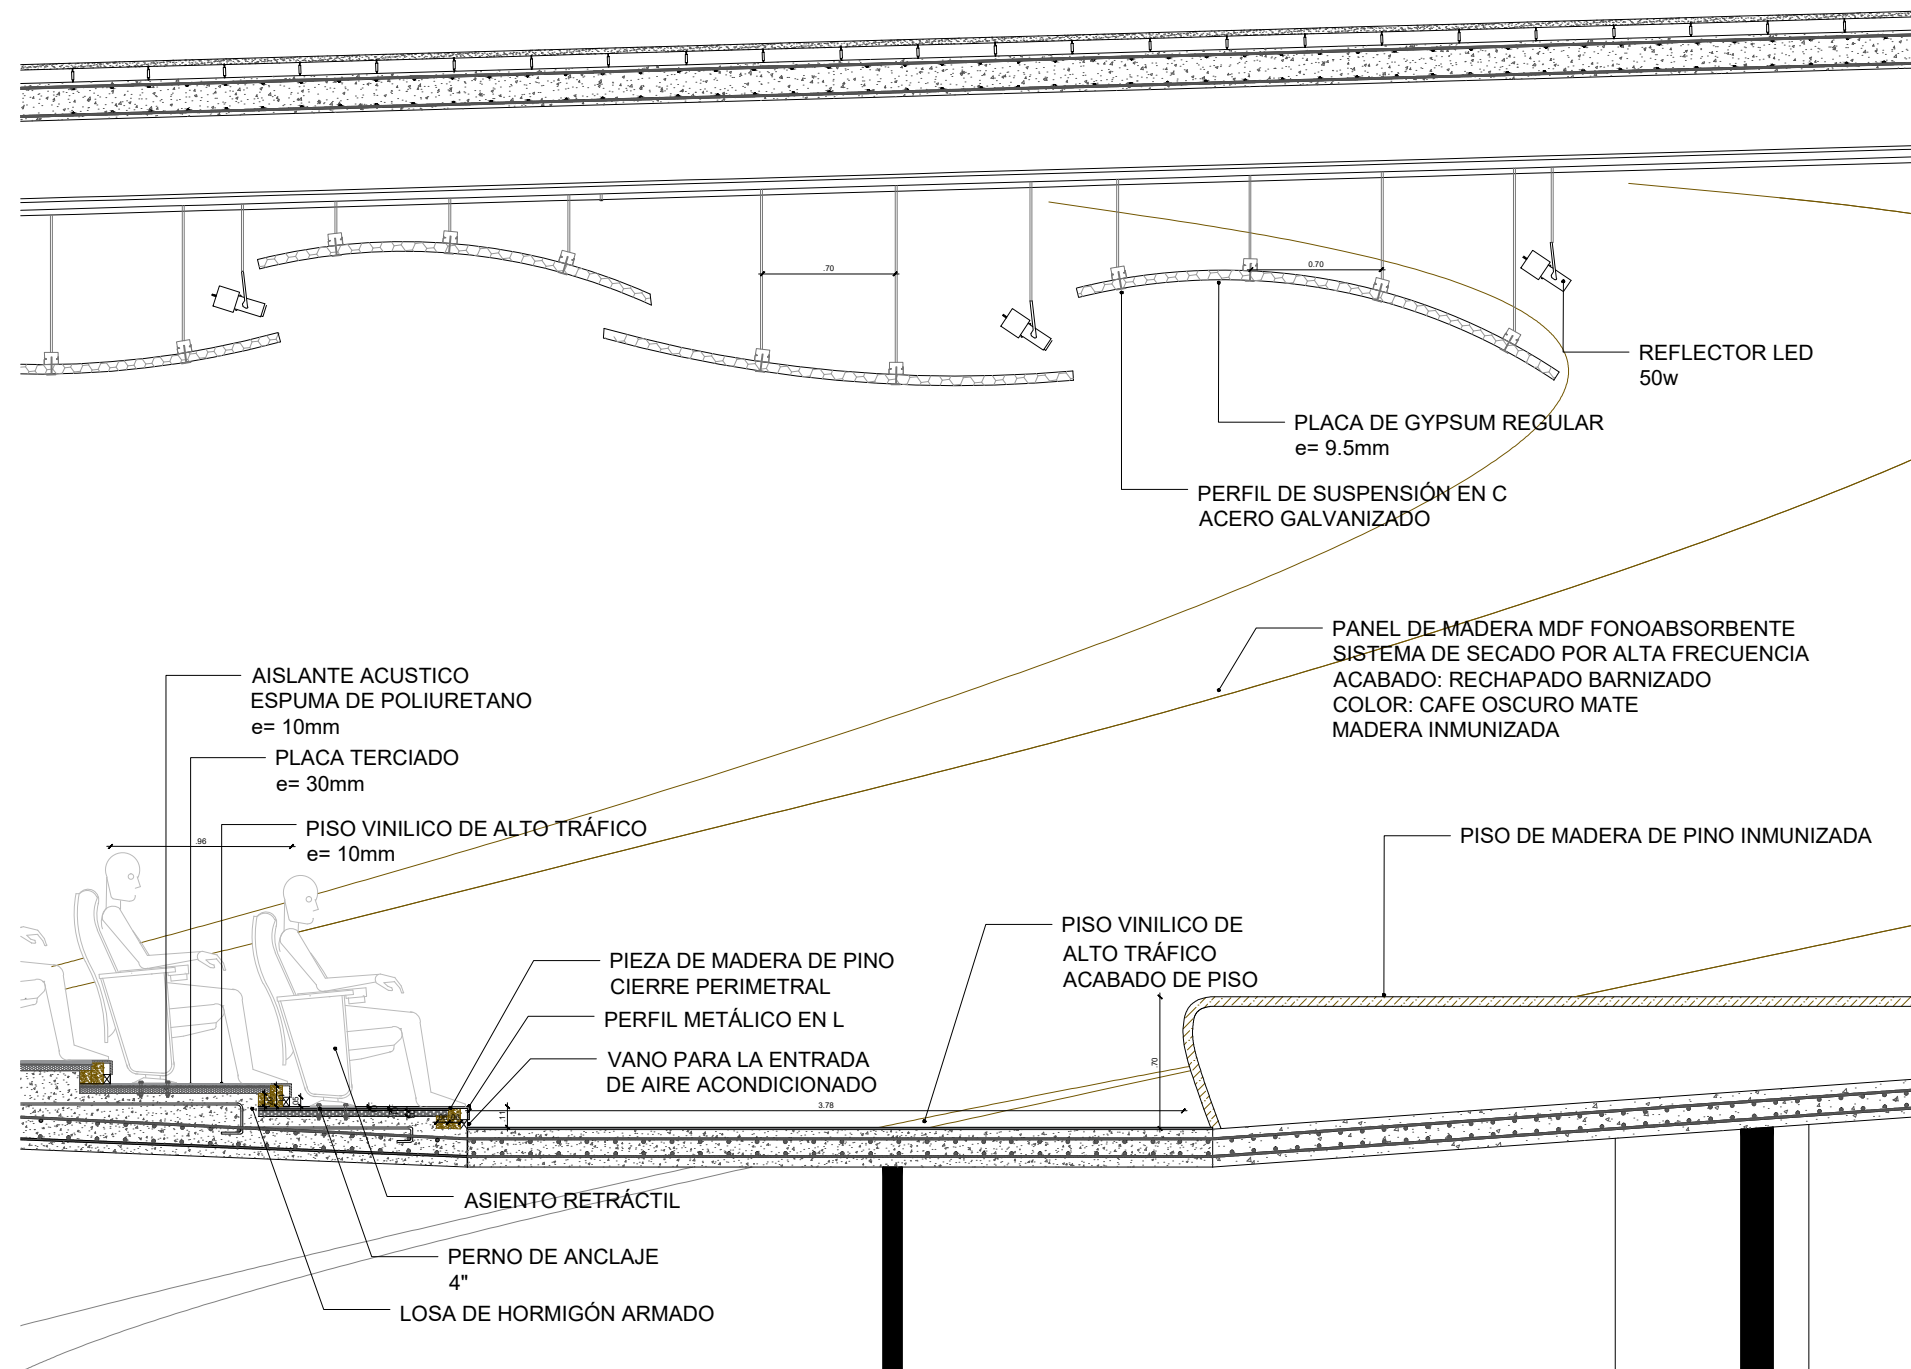 .70
0.70
REFLECTOR LED
50w
PLACA DE GYPSUM REGULAR
e= 9.5mm
PERFIL DE SUSPENSIÓN EN C
ACERO GALVANIZADO
PANEL DE MADERA MDF FONOABSORBENTE
SISTEMA DE SECADO POR ALTA FRECUENCIA
ACABADO: RECHAPADO BARNIZADO
COLOR: CAFE OSCURO MATE
MADERA INMUNIZADA
AISLANTE ACUSTICO
ESPUMA DE POLIURETANO
e= 10mm
PLACA TERCIADO
e= 30mm
PISO VINILICO DE ALTO TRÁFICO
e= 10mm
.96
PISO DE MADERA DE PINO INMUNIZADA
PISO VINILICO DE
ALTO TRÁFICO
ACABADO DE PISO
PIEZA DE MADERA DE PINO
CIERRE PERIMETRAL
PERFIL METÁLICO EN L
VANO PARA LA ENTRADA
DE AIRE ACONDICIONADO
.70
3.78
.11
ASIENTO RETRÁCTIL
PERNO DE ANCLAJE
4"
LOSA DE HORMIGÓN ARMADO